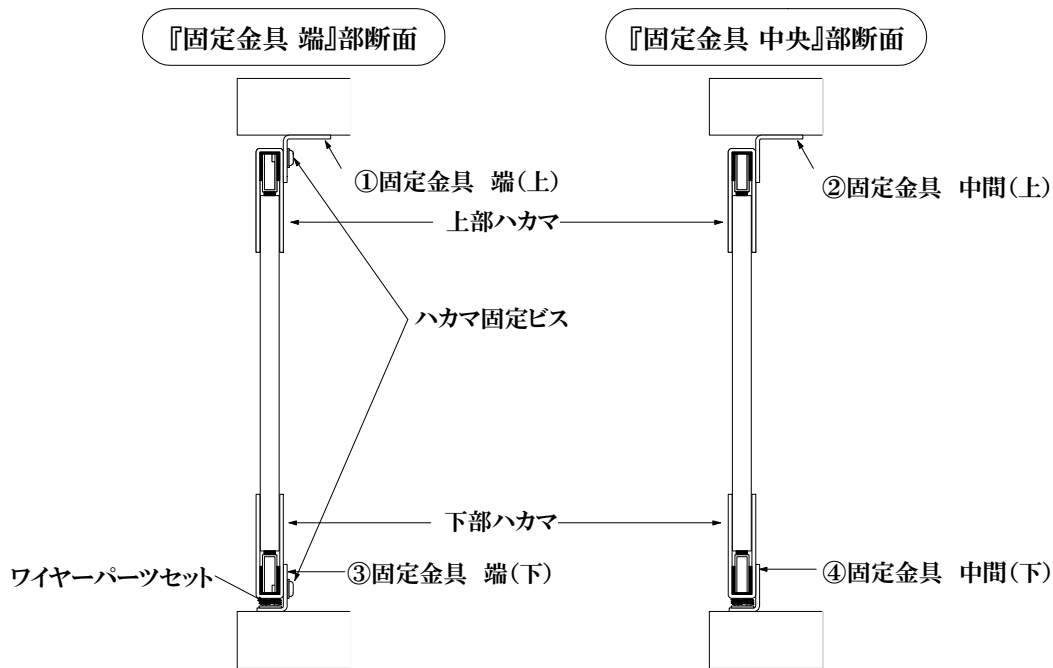 『固定金具 端』部断面
『固定金具 中央』部断面
①固定金具 端(上)
②固定金具 中間(上)
上部ハカマ
ハカマ固定ビス
下部ハカマ
ワイヤーパーツセット
③固定金具 端(下)
④固定金具 中間(下)